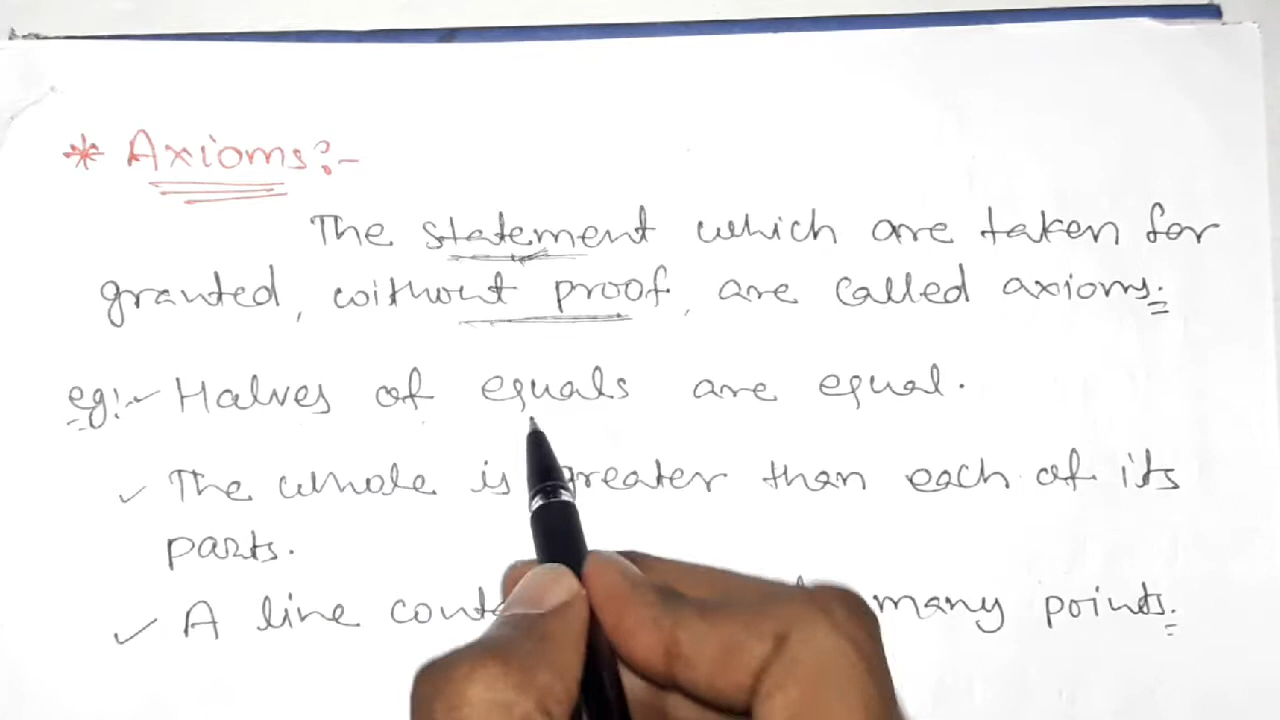 * Axioms:-
The statement which are taken for
granted, without proof, are called axioms.
eg:- Halves of equals are equal.
✓ The whole is greater than each of its
parts.
✓ A line many points.